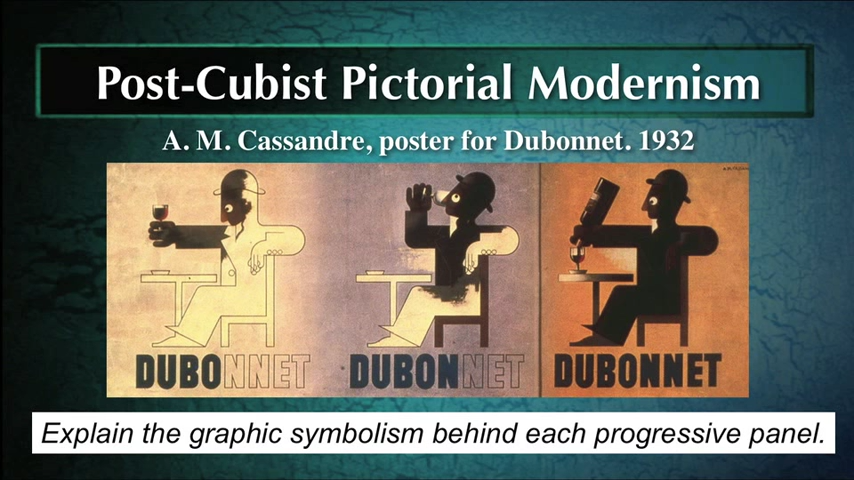 Post-Cubist Pictorial Modernism
A. M. Cassandre, poster for Dubonnet. 1932
DUBONNET DUBONNET DUBONNET
Explain the graphic symbolism behind each progressive panel.